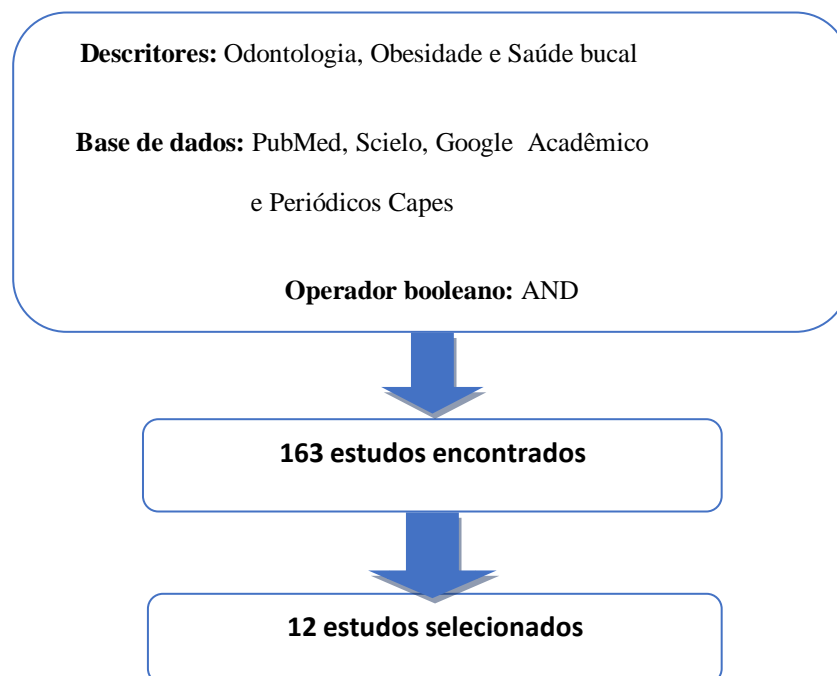 Descritores: Odontologia, Obesidade e Saúde bucal
Base de dados: PubMed, Scielo, Google Acadêmico
e Periódicos Capes
Operador booleano: AND
163 estudos encontrados
12 estudos selecionados